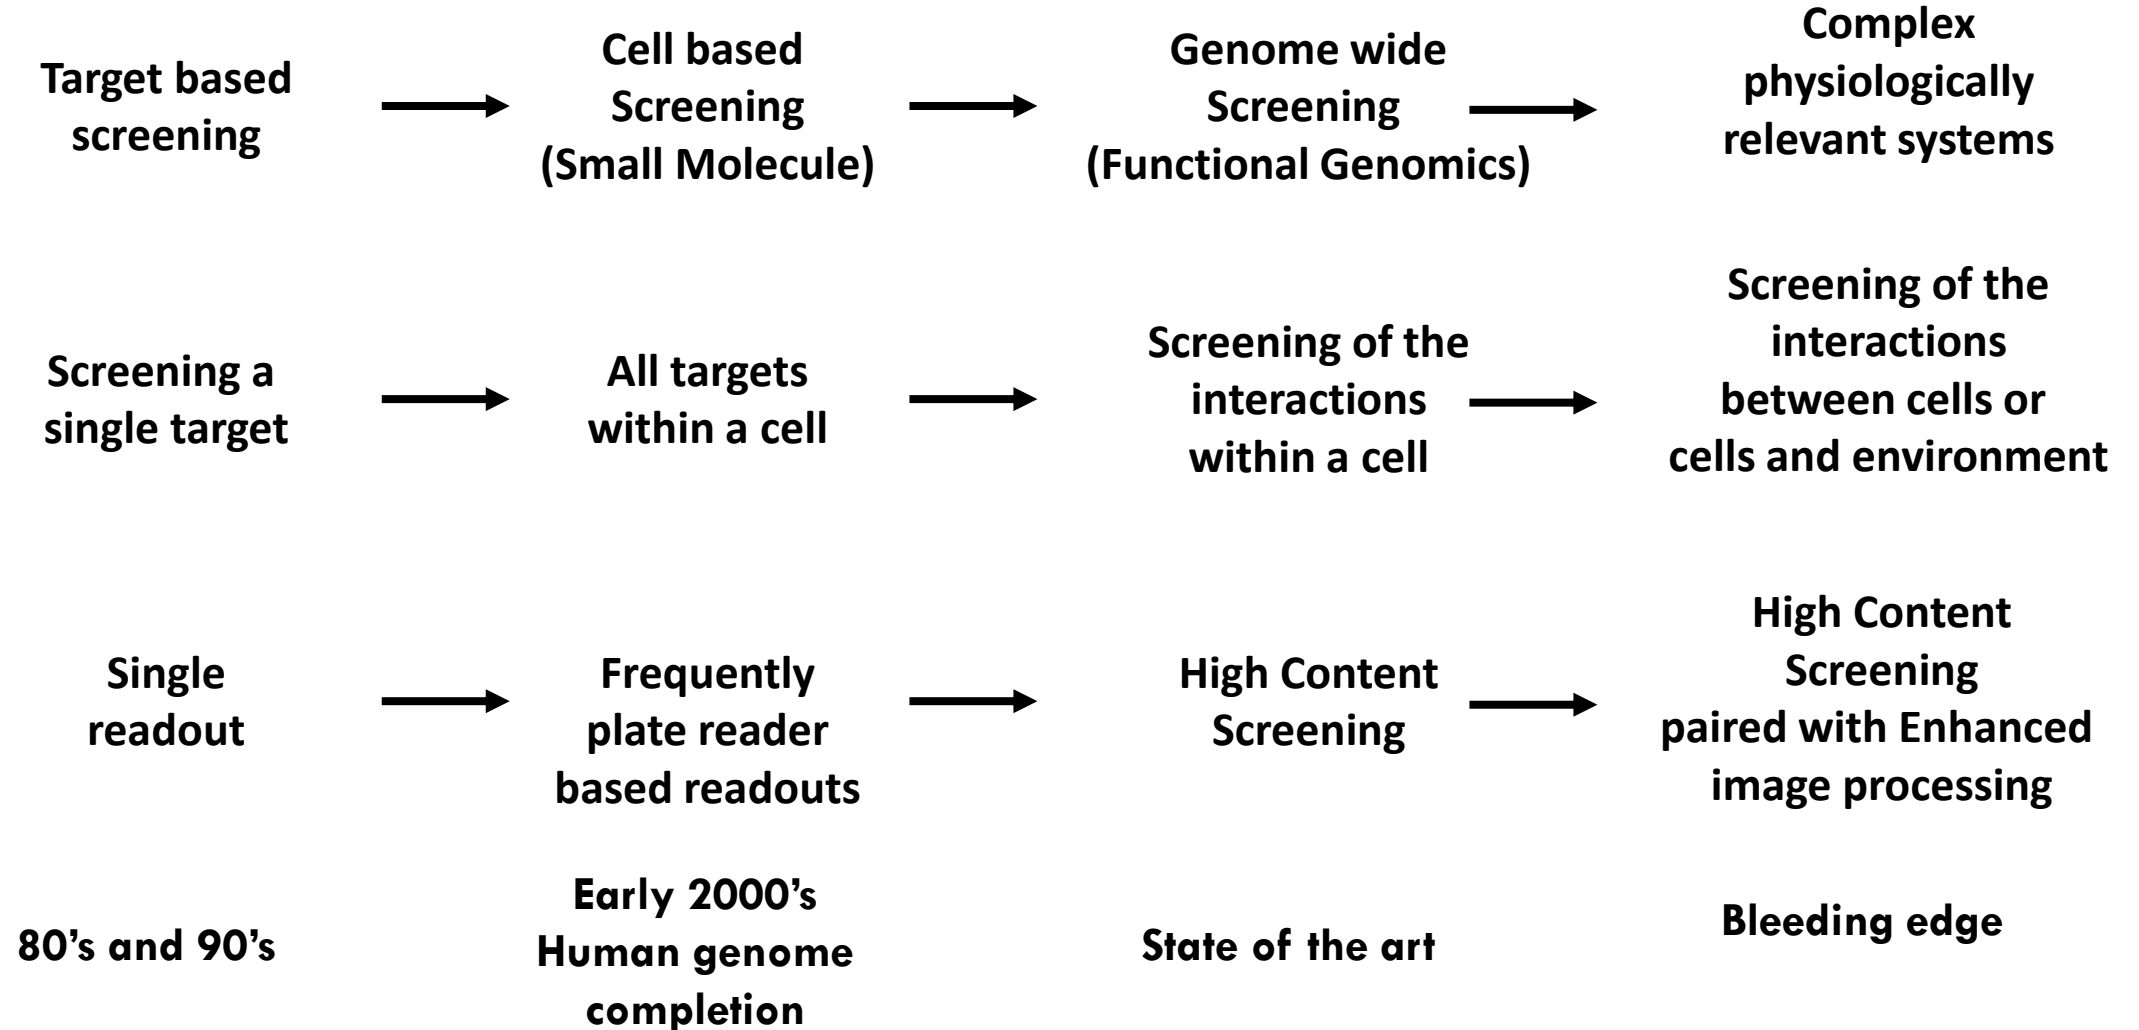 Target based
screening
Cell based
Screening
(Small Molecule)
Genome wide
Screening
(Functional Genomics)
Complex
physiologically
relevant systems
Screening a
single target
All targets
within a cell
Screening of the
interactions
within a cell
Screening of the
interactions
between cells or
cells and environment
Single
readout
Frequently
plate reader
based readouts
High Content
Screening
High Content
Screening
paired with Enhanced
image processing
80’s and 90’s
Early 2000’s
Human genome
completion
State of the art
Bleeding edge